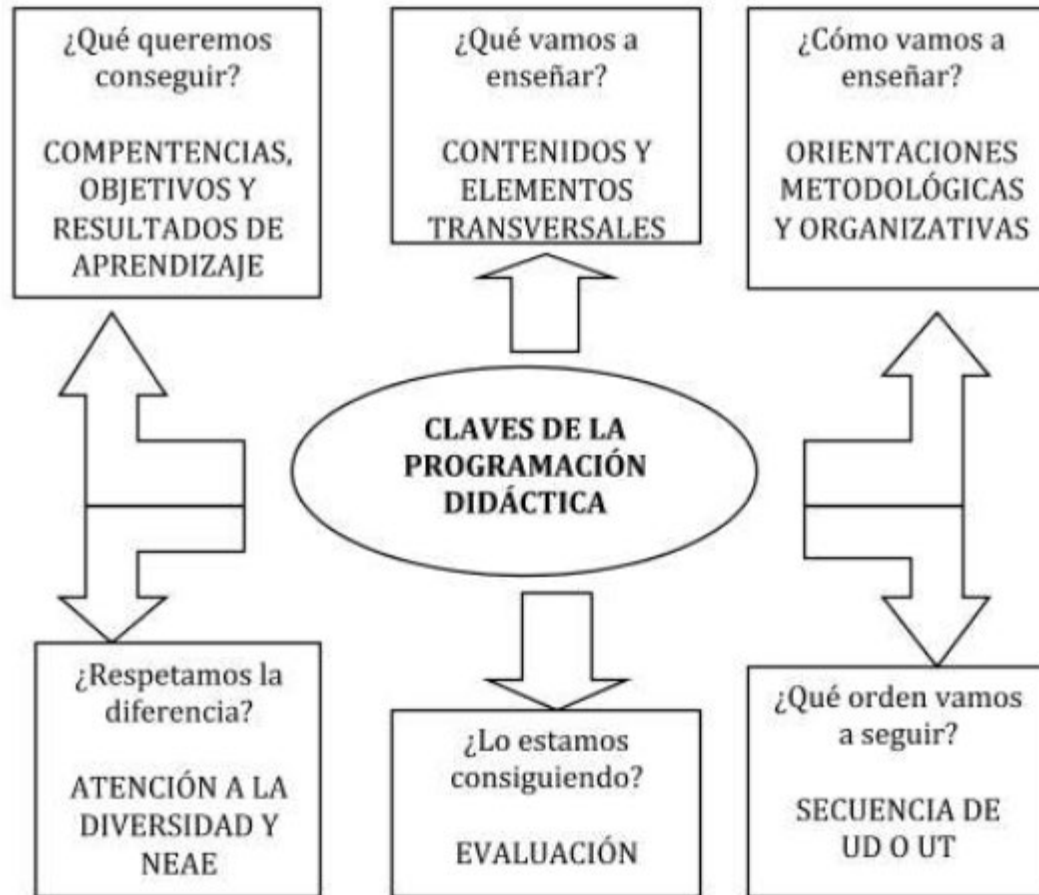 ¿Qué queremos
conseguir?
COMPENTENCIAS,
OBJETIVOS Y
RESULTADOS DE
APRENDIZAJE
¿Qué vamos a
enseñar?
CONTENIDOS Y
ELEMENTOS
TRANSVERSALES
¿Cómo vamos a
enseñar?
ORIENTACIONES
METODOLÓGICAS
Y ORGANIZATIVAS
CLAVES DE LA
PROGRAMACIÓN
DIDÁCTICA
¿Respetamos la
diferencia?
ATENCIÓN A LA
DIVERSIDAD Y
NEAE
¿Lo estamos
consiguiendo?
EVALUACIÓN
¿Qué orden vamos
a seguir?
SECUENCIA DE
UD O UT